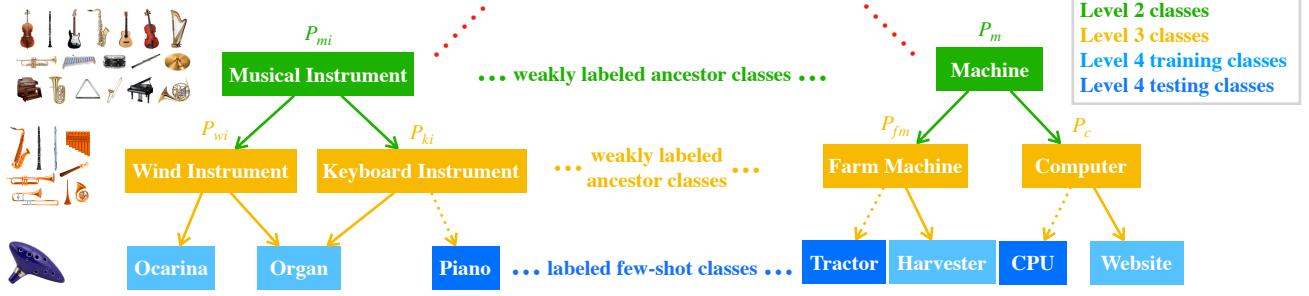 Level 2 classes
Level 3 classes
Level 4 training classes
Level 4 testing classes
P_mi
P_m
Musical Instrument
... weakly labeled ancestor classes ...
Machine
P_wi
P_ki
P_fm
P_c
Wind Instrument
Keyboard Instrument
... weakly labeled
ancestor classes ...
Farm Machine
Computer
Ocarina
Organ
Piano
... labeled few-shot classes ...
Tractor
Harvester
CPU
Website